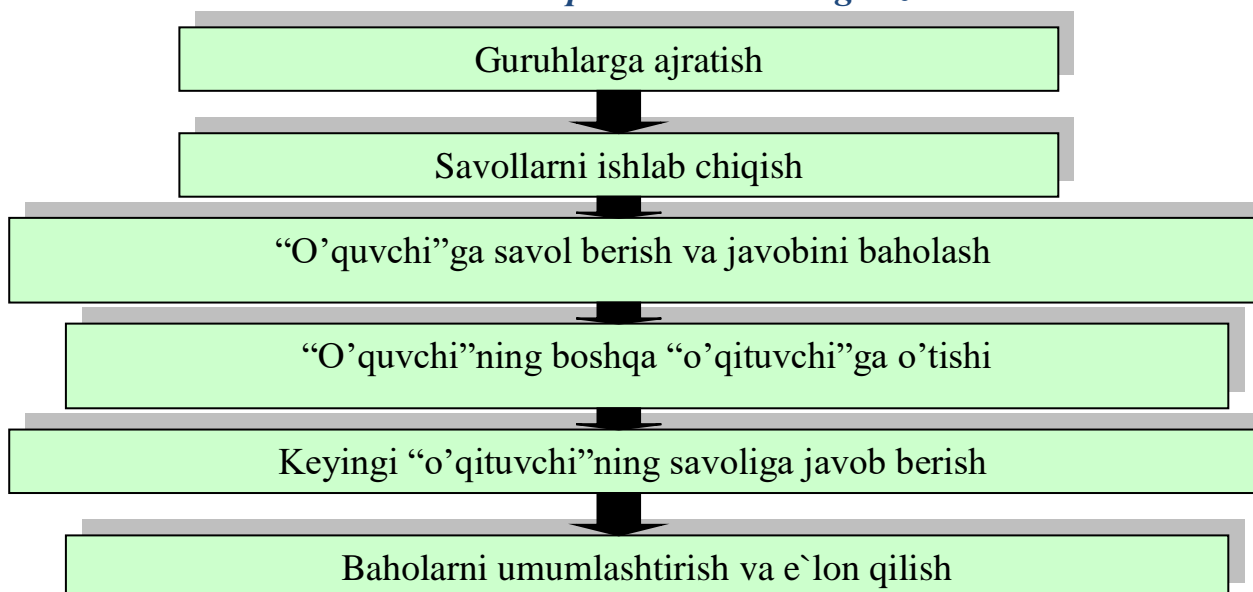 Guruhlarga ajratish
Savollarni ishlab chiqish
“O’quvchi”ga savol berish va javobini baholash
“O’quvchi”ning boshqa “o’qituvchi”ga o’tishi
Keyingi “o’qituvchi”ning savoliga javob berish
Baholarni umumlashtirish va e`lon qilish